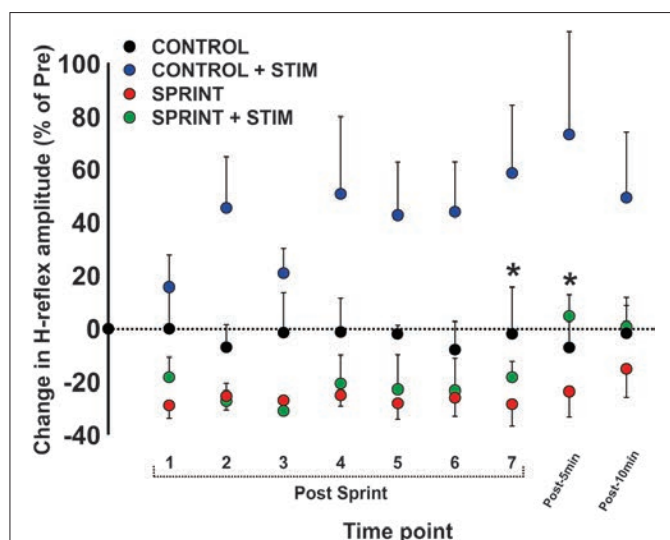 Change in H-reflex amplitude (% of Pre)
CONTROL
CONTROL + STIM
SPRINT
SPRINT + STIM
100
80
60
40
20
0
-20
-40
* *
1 2 3 4 5 6 7 Post-5min Post-10min
Post Sprint
Time point